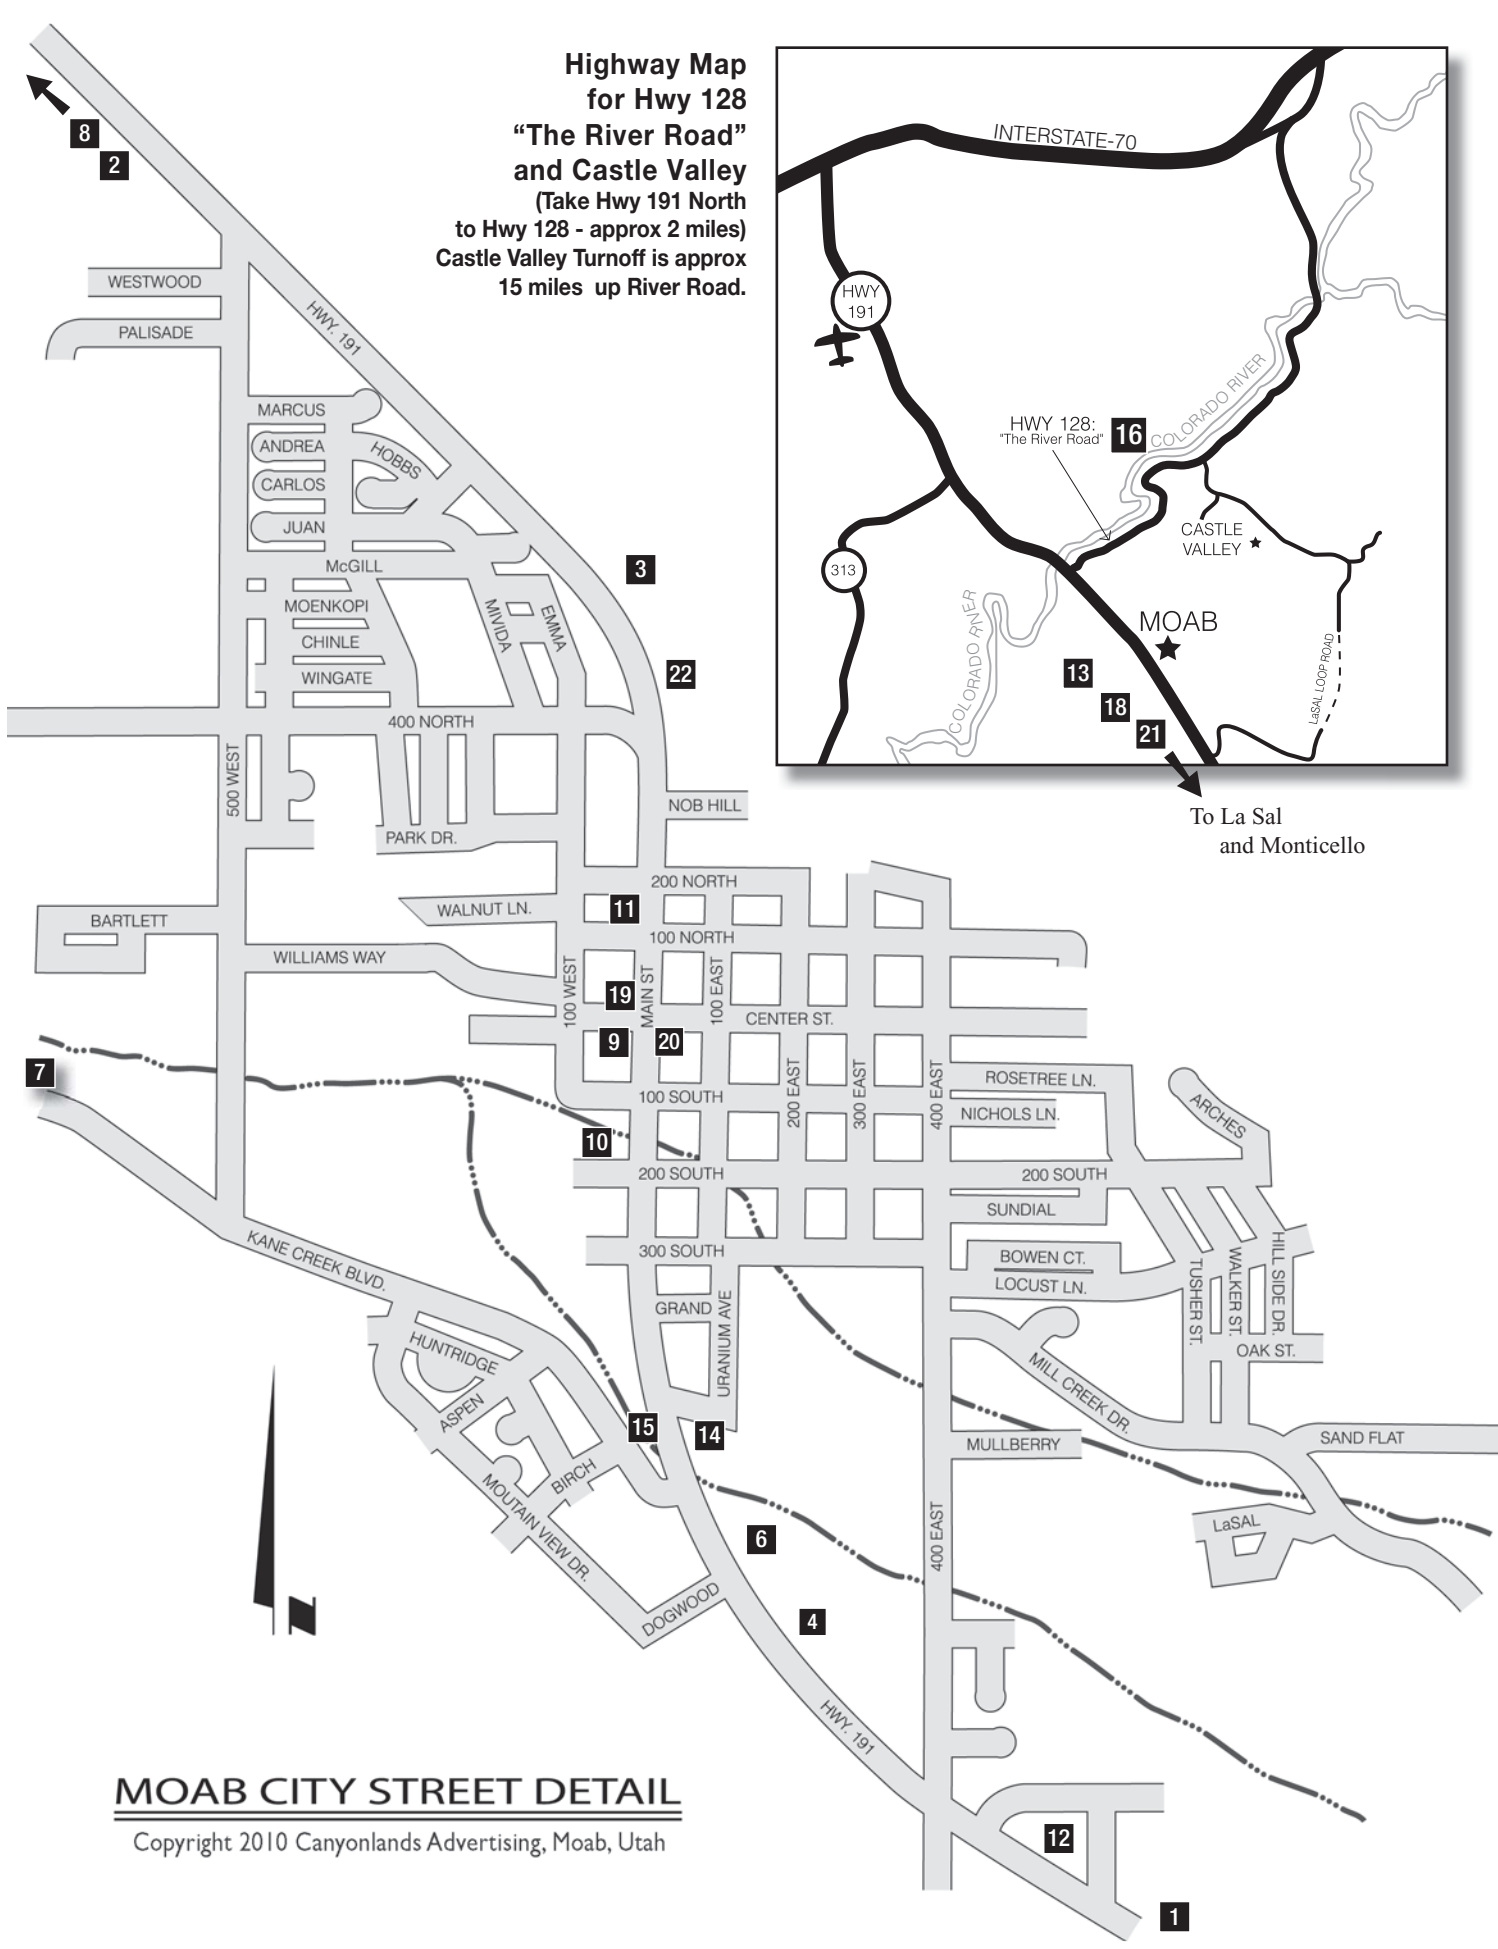 Highway Map
for Hwy 128
“The River Road”
and Castle Valley
(Take Hwy 191 North
to Hwy 128 - approx 2 miles)
Castle Valley Turnoff is approx
15 miles up River Road.
INTERSTATE-70
HWY
191
HWY 128:
"The River Road"
16
COLORADO RIVER
CASTLE
VALLEY
313
COLORADO RIVER
MOAB
13
18
21
LaSAL LOOP ROAD
To La Sal
and Monticello
8
2
WESTWOOD
PALISADE
HWY. 191
MARCUS
ANDREA
HOBBS
CARLOS
JUAN
McGILL
3
MOENKOPI
MIVIDA
EMMA
CHINLE
WINGATE
22
400 NORTH
500 WEST
NOB HILL
PARK DR.
200 NORTH
WALNUT LN.
11
BARTLETT
100 NORTH
WILLIAMS WAY
100 WEST
19
MAIN ST
100 EAST
CENTER ST.
9
20
7
200 EAST
300 EAST
400 EAST
ROSETREE LN.
100 SOUTH
NICHOLS LN.
ARCHES
10
200 SOUTH
200 SOUTH
SUNDIAL
KANE CREEK BLVD.
300 SOUTH
BOWEN CT.
LOCUST LN.
TUSHER ST.
WALKER ST.
HILL SIDE DR.
GRAND
URANIUM AVE
HUNTRIDGE
OAK ST.
MILL CREEK DR.
ASPEN
15
14
MULLBERRY
SAND FLAT
BIRCH
MOUTAIN VIEW DR.
LaSAL
6
400 EAST
DOGWOOD
4
HWY. 191
N
MOAB CITY STREET DETAIL
Copyright 2010 Canyonlands Advertising, Moab, Utah
12
1